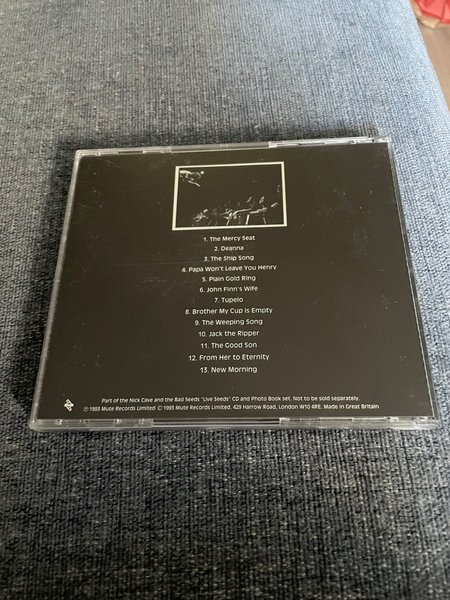 1. The Mercy Seat
2. Deanna
3. The Ship Song
4. Papa Won't Leave You Henry
5. Plain Gold Ring
6. John Finn's Wife
7. Tupelo
8. Brother My Cup is Empty
9. The Weeping Song
10. Jack the Ripper
11. The Good Son
12. From Her to Eternity
13. New Morning
Part of the Nick Cave and the Bad Seeds "Live Seeds" CD and Photo Book set. Not to be sold separately.
℗ 1993 Mute Records Limited © 1993 Mute Records Limited, 429 Harrow Road, London W10 4RE. Made in Great Britain